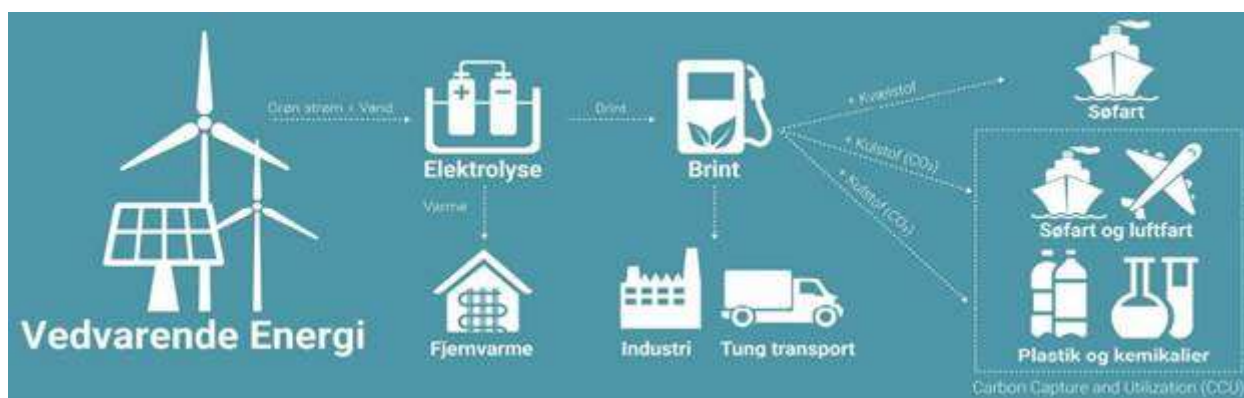 Grøn strøm + Vand
Elektrolyse
Brint
Brint
+ Kvælstof
Søfart
+ Kulstof (CO₂)
Søfart og luftfart
+ Kulstof (CO₂)
Plastik og kemikalier
Carbon Capture and Utilization (CCU)
Varme
Fjernvarme
Industri
Tung transport
Vedvarende Energi